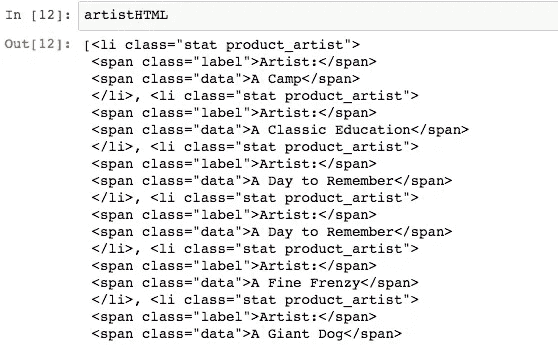 In [12]: artistHTML
Out[12]: [<li class="stat product_artist">
<span class="label">Artist:</span>
<span class="data">A Camp</span>
</li>, <li class="stat product_artist">
<span class="label">Artist:</span>
<span class="data">A Classic Education</span>
</li>, <li class="stat product_artist">
<span class="label">Artist:</span>
<span class="data">A Day to Remember</span>
</li>, <li class="stat product_artist">
<span class="label">Artist:</span>
<span class="data">A Day to Remember</span>
</li>, <li class="stat product_artist">
<span class="label">Artist:</span>
<span class="data">A Fine Frenzy</span>
</li>, <li class="stat product_artist">
<span class="label">Artist:</span>
<span class="data">A Giant Dog</span>